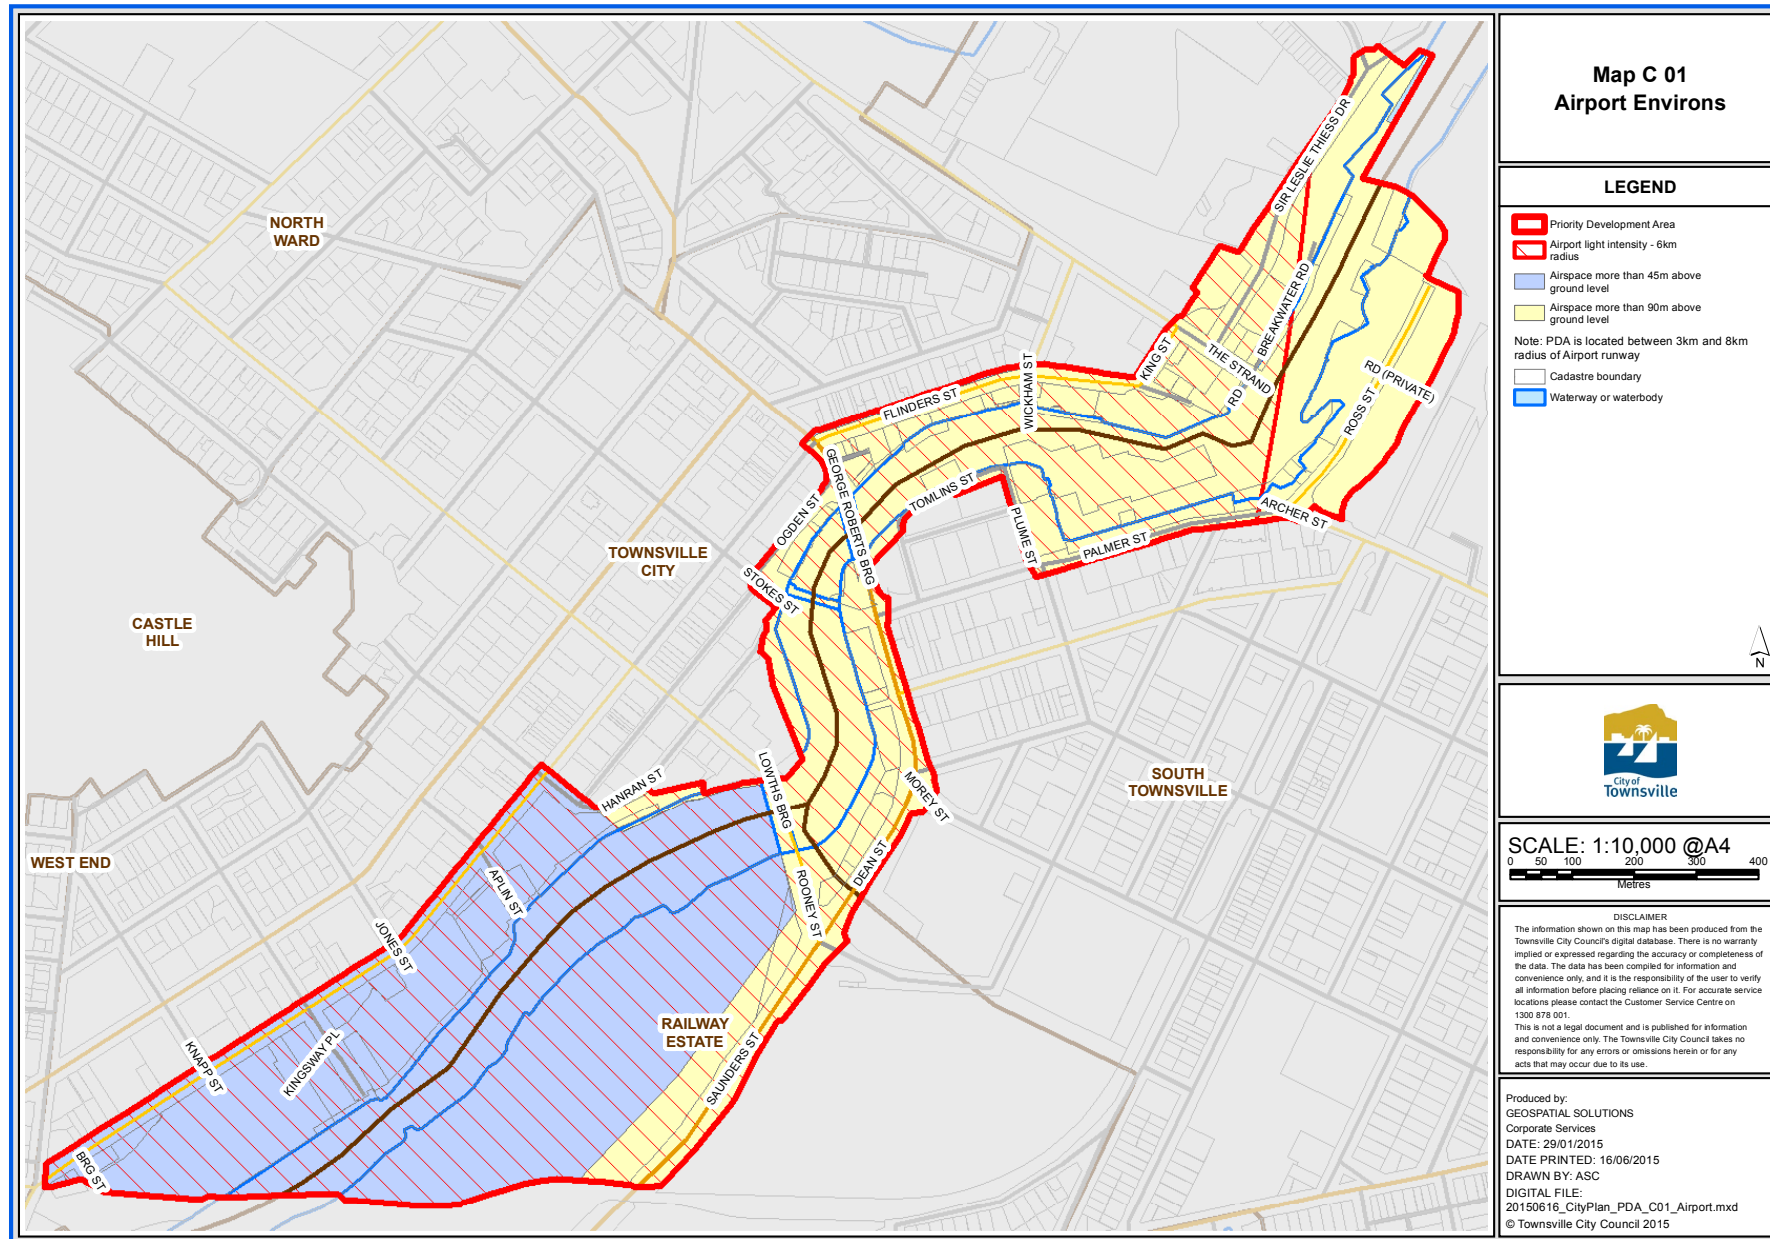 Map C 01
Airport Environs
LEGEND
Priority Development Area
Airport light intensity - 6km
radius
Airspace more than 45m above
ground level
Airspace more than 90m above
ground level
Note: PDA is located between 3km and 8km
radius of Airport runway
Cadastre boundary
Waterway or waterbody
N
City of
Townsville
SCALE: 1:10,000 @A4
0 50 100 200 300 400
Metres
DISCLAIMER
The information shown on this map has been produced from the
Townsville City Council's digital database. There is no warranty
implied or expressed regarding the accuracy or completeness of
the data. The data has been compiled for information and
convenience only, and it is the responsibility of the user to verify
all information before placing reliance on it. For accurate service
locations please contact the Customer Service Centre on
1300 878 001.
This is not a legal document and is published for information
and convenience only. The Townsville City Council takes no
responsibility for any errors or omissions herein or for any
acts that may occur due to its use.
Produced by:
GEOSPATIAL SOLUTIONS
Corporate Services
DATE: 29/01/2015
DATE PRINTED: 16/06/2015
DRAWN BY: ASC
DIGITAL FILE:
20150616_CityPlan_PDA_C01_Airport.mxd
© Townsville City Council 2015
NORTH
WARD
CASTLE
HILL
TOWNSVILLE
CITY
WEST END
SOUTH
TOWNSVILLE
RAILWAY
ESTATE
SIR LESLIE THIESS DR
BREAKWATER RD
RD
THE STRAND
KING ST
WICKHAM ST
FLINDERS ST
GEORGE ROBERTS BRG
OGDEN ST
STOKES ST
TOMLINS ST
PLUME ST
PALMER ST
ARCHER ST
ROSS ST
RD (PRIVATE)
LOWTHS BRG
MOREY ST
DEAN ST
ROONEY ST
HANRAN ST
APLIN ST
JONES ST
KINGSWAY PL
KNAPP ST
BRG ST
SAUNDERS ST